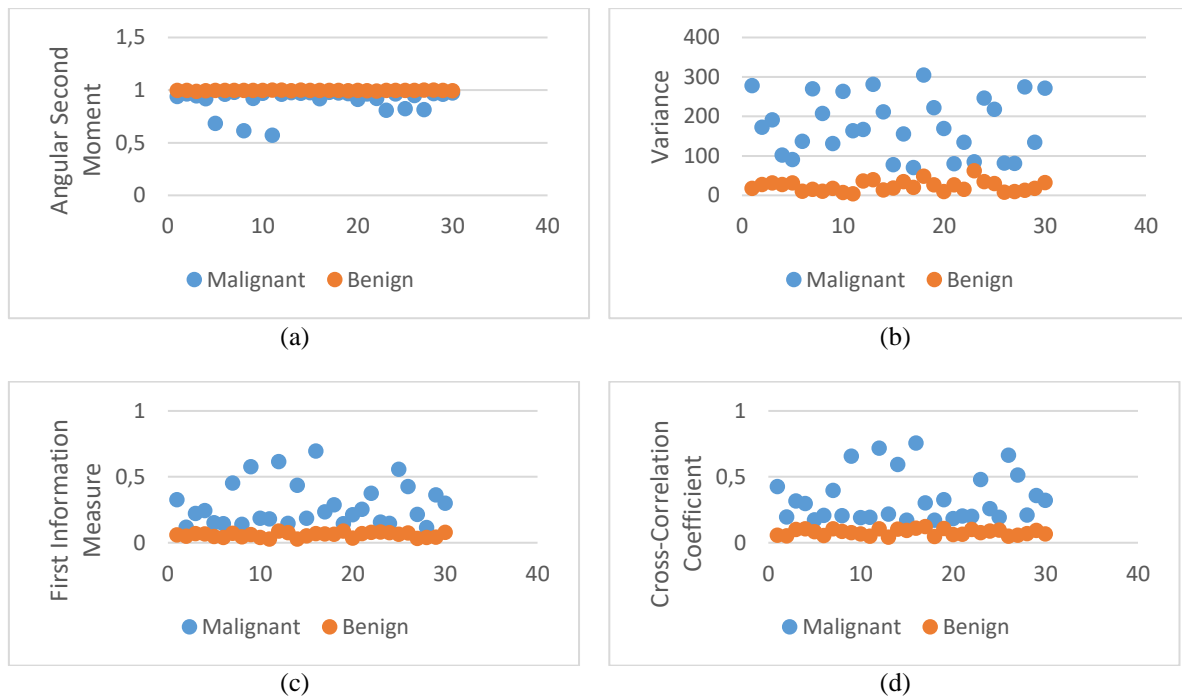 Angular Second
Moment
1,5
1
0,5
0
0 10 20 30 40
Malignant Benign
(a)
Variance
400
300
200
100
0
0 10 20 30 40
Malignant Benign
(b)
First Information
Measure
1
0,5
0
0 10 20 30 40
Malignant Benign
(c)
Cross-Correlation
Coefficient
1
0,5
0
0 10 20 30 40
Malignant Benign
(d)